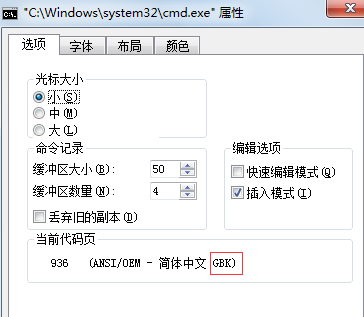 "C:\Windows\system32\cmd.exe" 属性
选项 字体 布局 颜色
光标大小
小(S)
中(M)
大(L)
命令记录
缓冲区大小(B): 50
缓冲区数量(N): 4
丢弃旧的副本(D)
编辑选项
快速编辑模式(Q)
插入模式(I)
当前代码页
936 (ANSI/OEM - 简体中文 GBK)